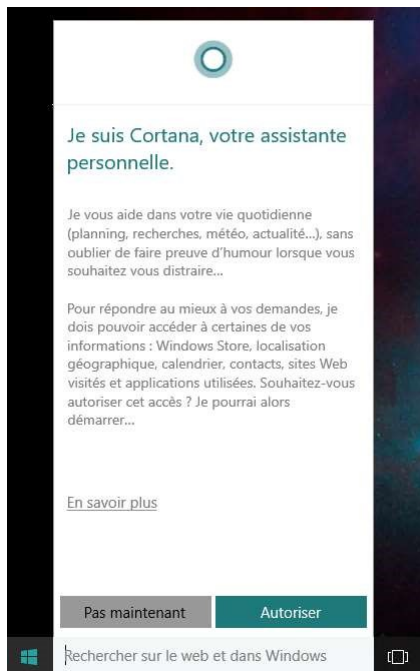 Je suis Cortana, votre assistante
personnelle.
Je vous aide dans votre vie quotidienne
(planning, recherches, météo, actualité...), sans
oublier de faire preuve d'humour lorsque vous
souhaitez vous distraire...
Pour répondre au mieux à vos demandes, je
dois pouvoir accéder à certaines de vos
informations : Windows Store, localisation
géographique, calendrier, contacts, sites Web
visités et applications utilisées. Souhaitez-vous
autoriser cet accès ? Je pourrai alors
démarrer...
En savoir plus
Pas maintenant
Autoriser
Rechercher sur le web et dans Windows